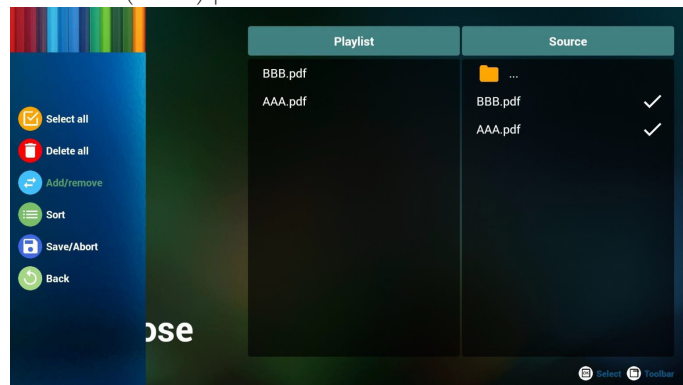 Playlist
Source
BBB.pdf
AAA.pdf
...
BBB.pdf
AAA.pdf
Select all
Delete all
Add/remove
Sort
Save/Abort
Back
ose
Select
Toolbar